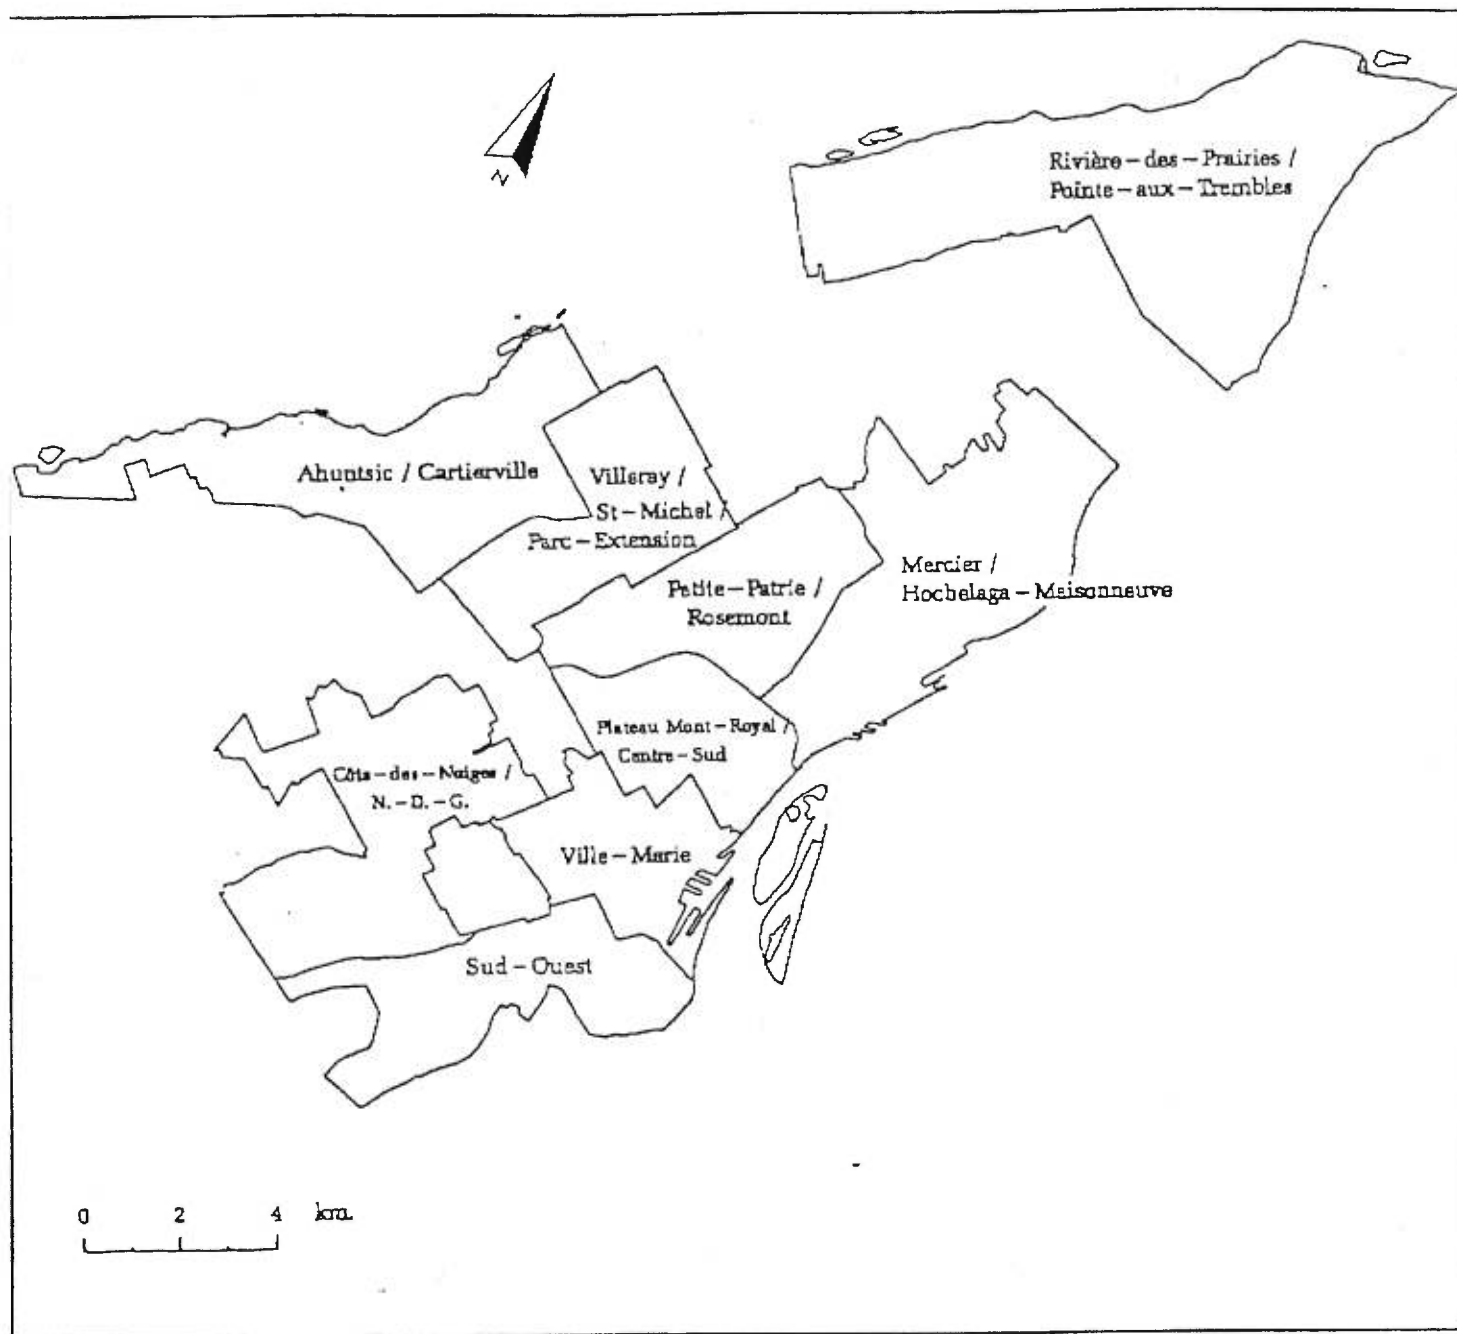 N
Rivière-des-Prairies /
Pointe-aux-Trembles
Ahuntsic / Cartierville
Villeray /
St-Michel /
Parc-Extension
Mercier /
Hochelaga-Maisonneuve
Petite-Patrie /
Rosemont
Plateau Mont-Royal /
Centre-Sud
Côte-des-Neiges /
N.-D.-G.
Ville-Marie
Sud-Ouest
0 2 4 km.